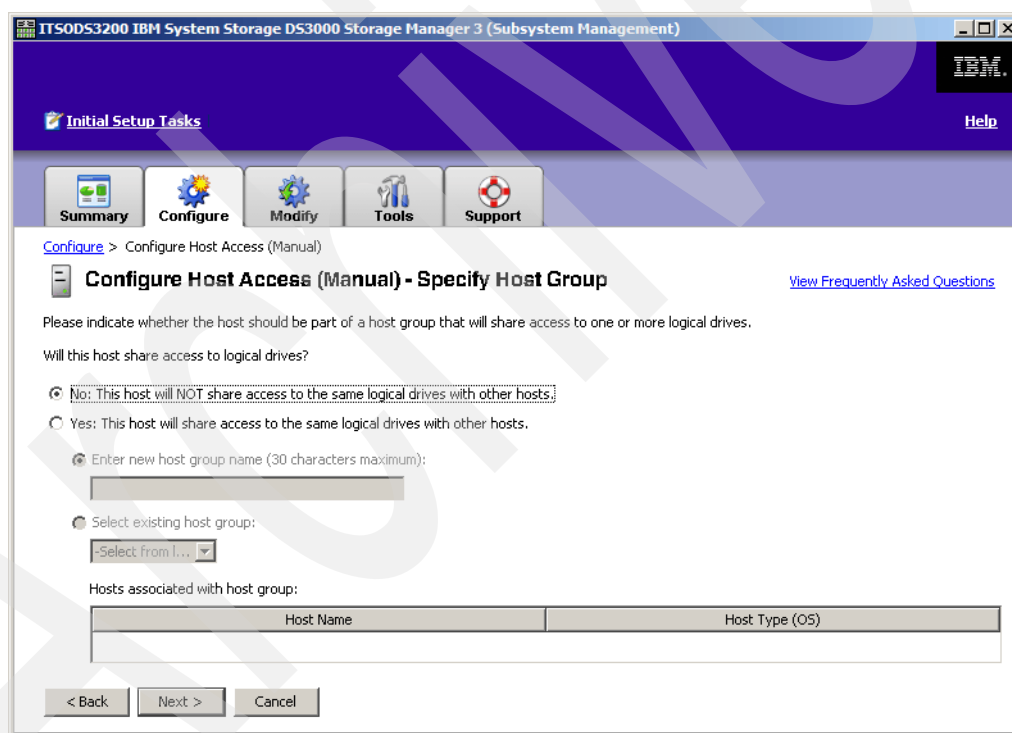 ITSODS3200 IBM System Storage DS3000 Storage Manager 3 (Subsystem Management)
IBM.
Initial Setup Tasks
Help
Summary
Configure
Modify
Tools
Support
Configure > Configure Host Access (Manual)
Configure Host Access (Manual) - Specify Host Group
View Frequently Asked Questions
Please indicate whether the host should be part of a host group that will share access to one or more logical drives.
Will this host share access to logical drives?
No: This host will NOT share access to the same logical drives with other hosts.
Yes: This host will share access to the same logical drives with other hosts.
Enter new host group name (30 characters maximum):
Select existing host group:
-Select from l...
Hosts associated with host group:
Host Name
Host Type (OS)
< Back
Next >
Cancel